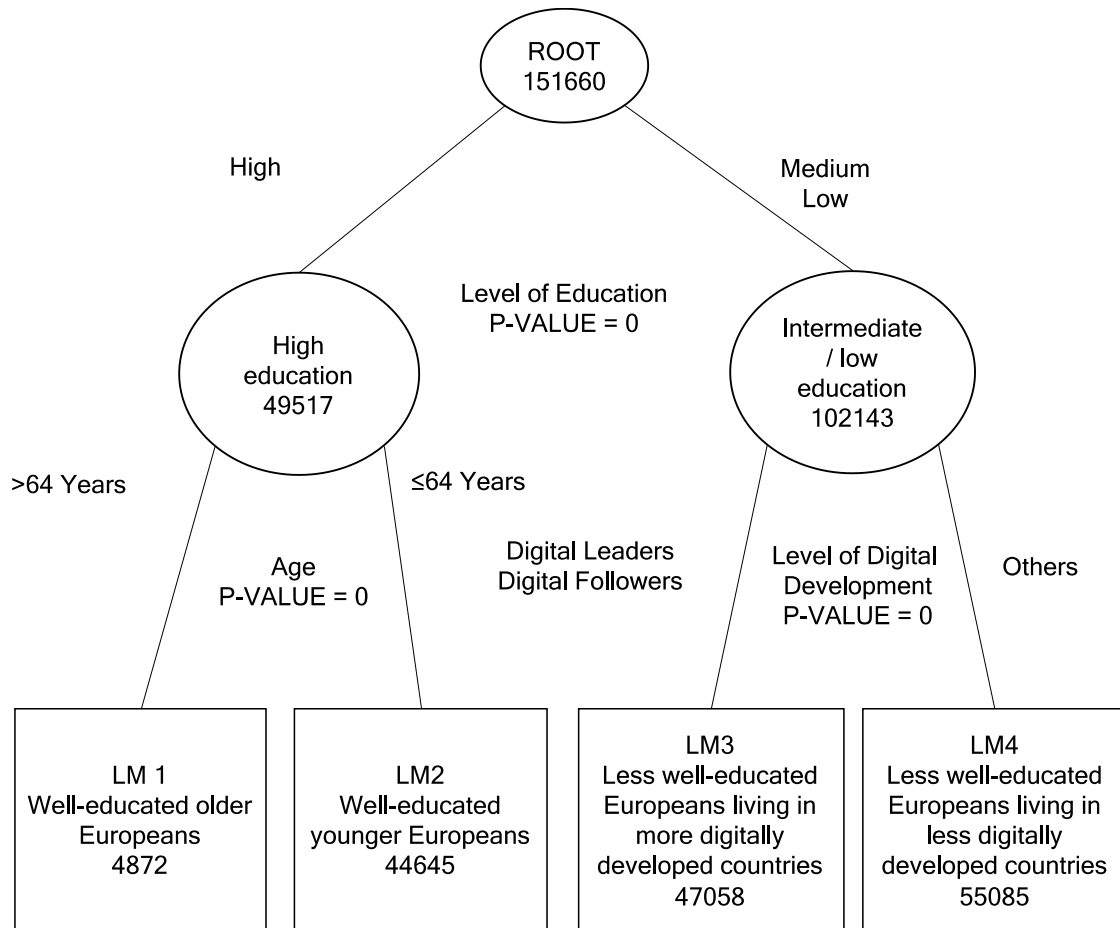 ROOT
151660
High
Medium
Low
Level of Education
P-VALUE = 0
High
education
49517
Intermediate
/ low
education
102143
>64 Years
≤64 Years
Age
P-VALUE = 0
Digital Leaders
Digital Followers
Level of Digital
Development
P-VALUE = 0
Others
LM 1
Well-educated older
Europeans
4872
LM2
Well-educated
younger Europeans
44645
LM3
Less well-educated
Europeans living in
more digitally
developed countries
47058
LM4
Less well-educated
Europeans living in
less digitally
developed countries
55085